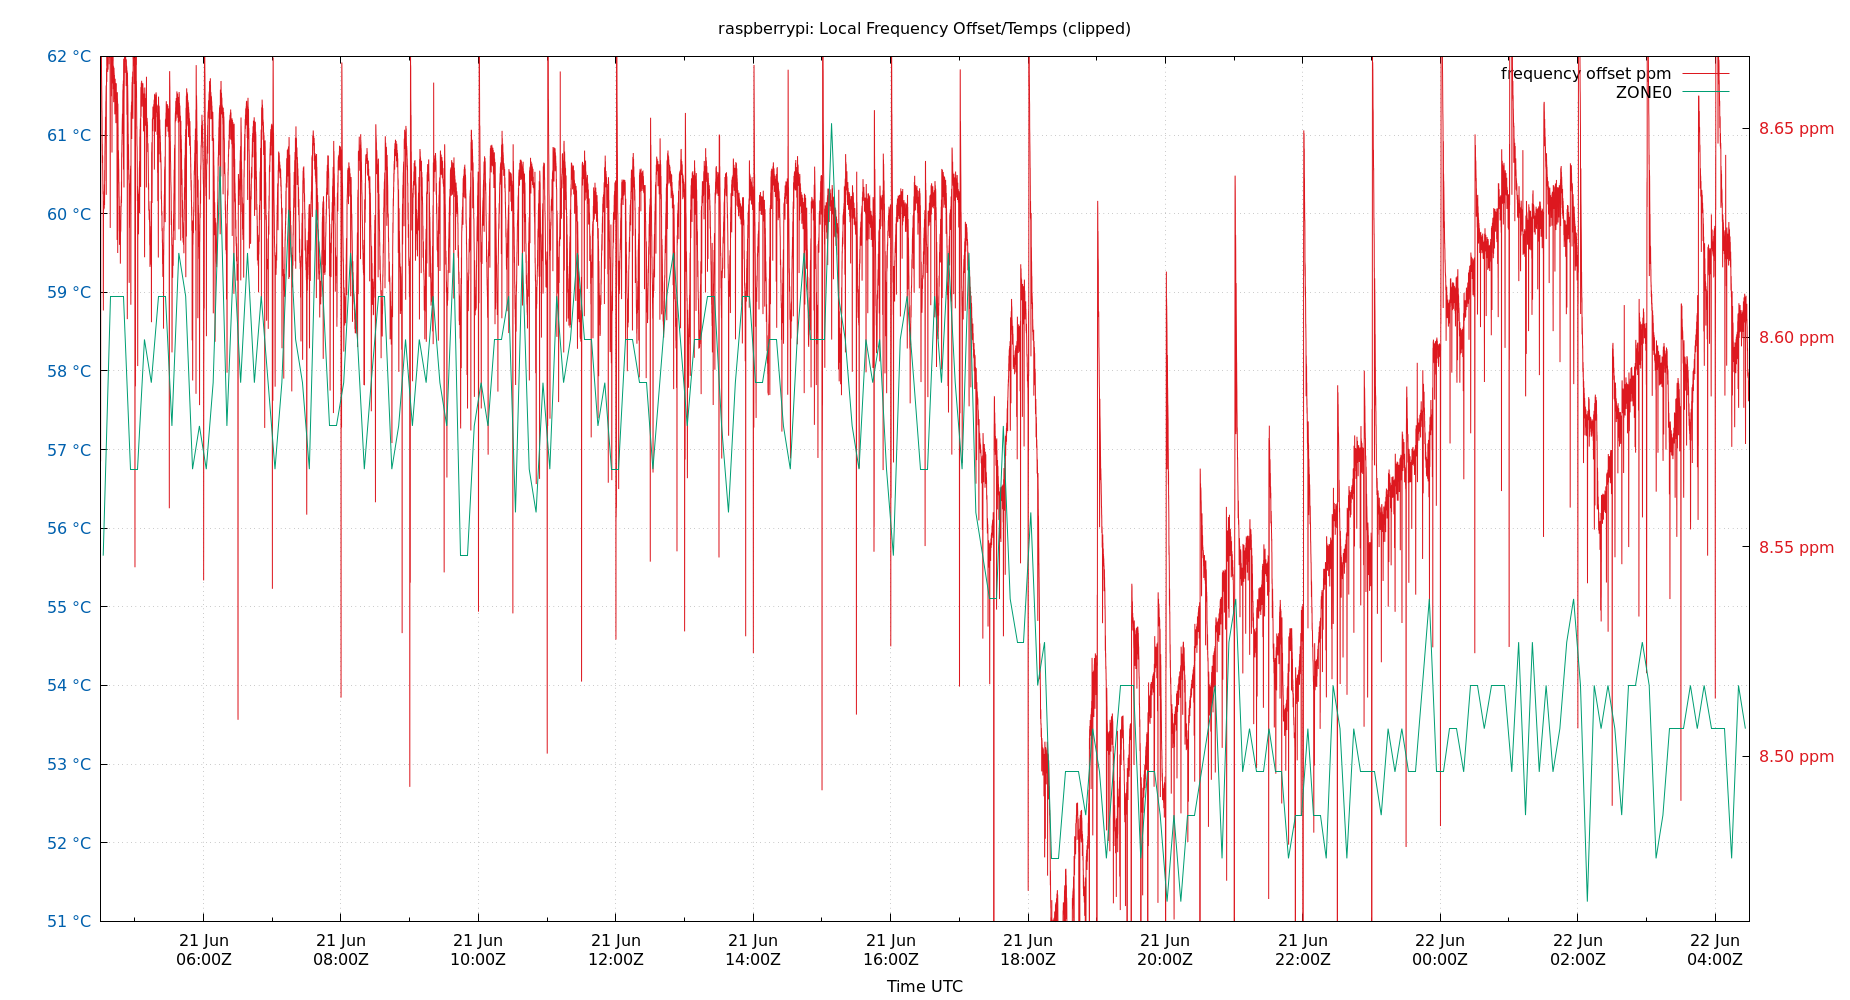 raspberrypi: Local Frequency Offset/Temps (clipped)
frequency offset ppm
ZONE0
62 °C
61 °C
60 °C
59 °C
58 °C
57 °C
56 °C
55 °C
54 °C
53 °C
52 °C
51 °C
8.65 ppm
8.60 ppm
8.55 ppm
8.50 ppm
21 Jun
06:00Z
21 Jun
08:00Z
21 Jun
10:00Z
21 Jun
12:00Z
21 Jun
14:00Z
21 Jun
16:00Z
21 Jun
18:00Z
21 Jun
20:00Z
21 Jun
22:00Z
22 Jun
00:00Z
22 Jun
02:00Z
22 Jun
04:00Z
Time UTC